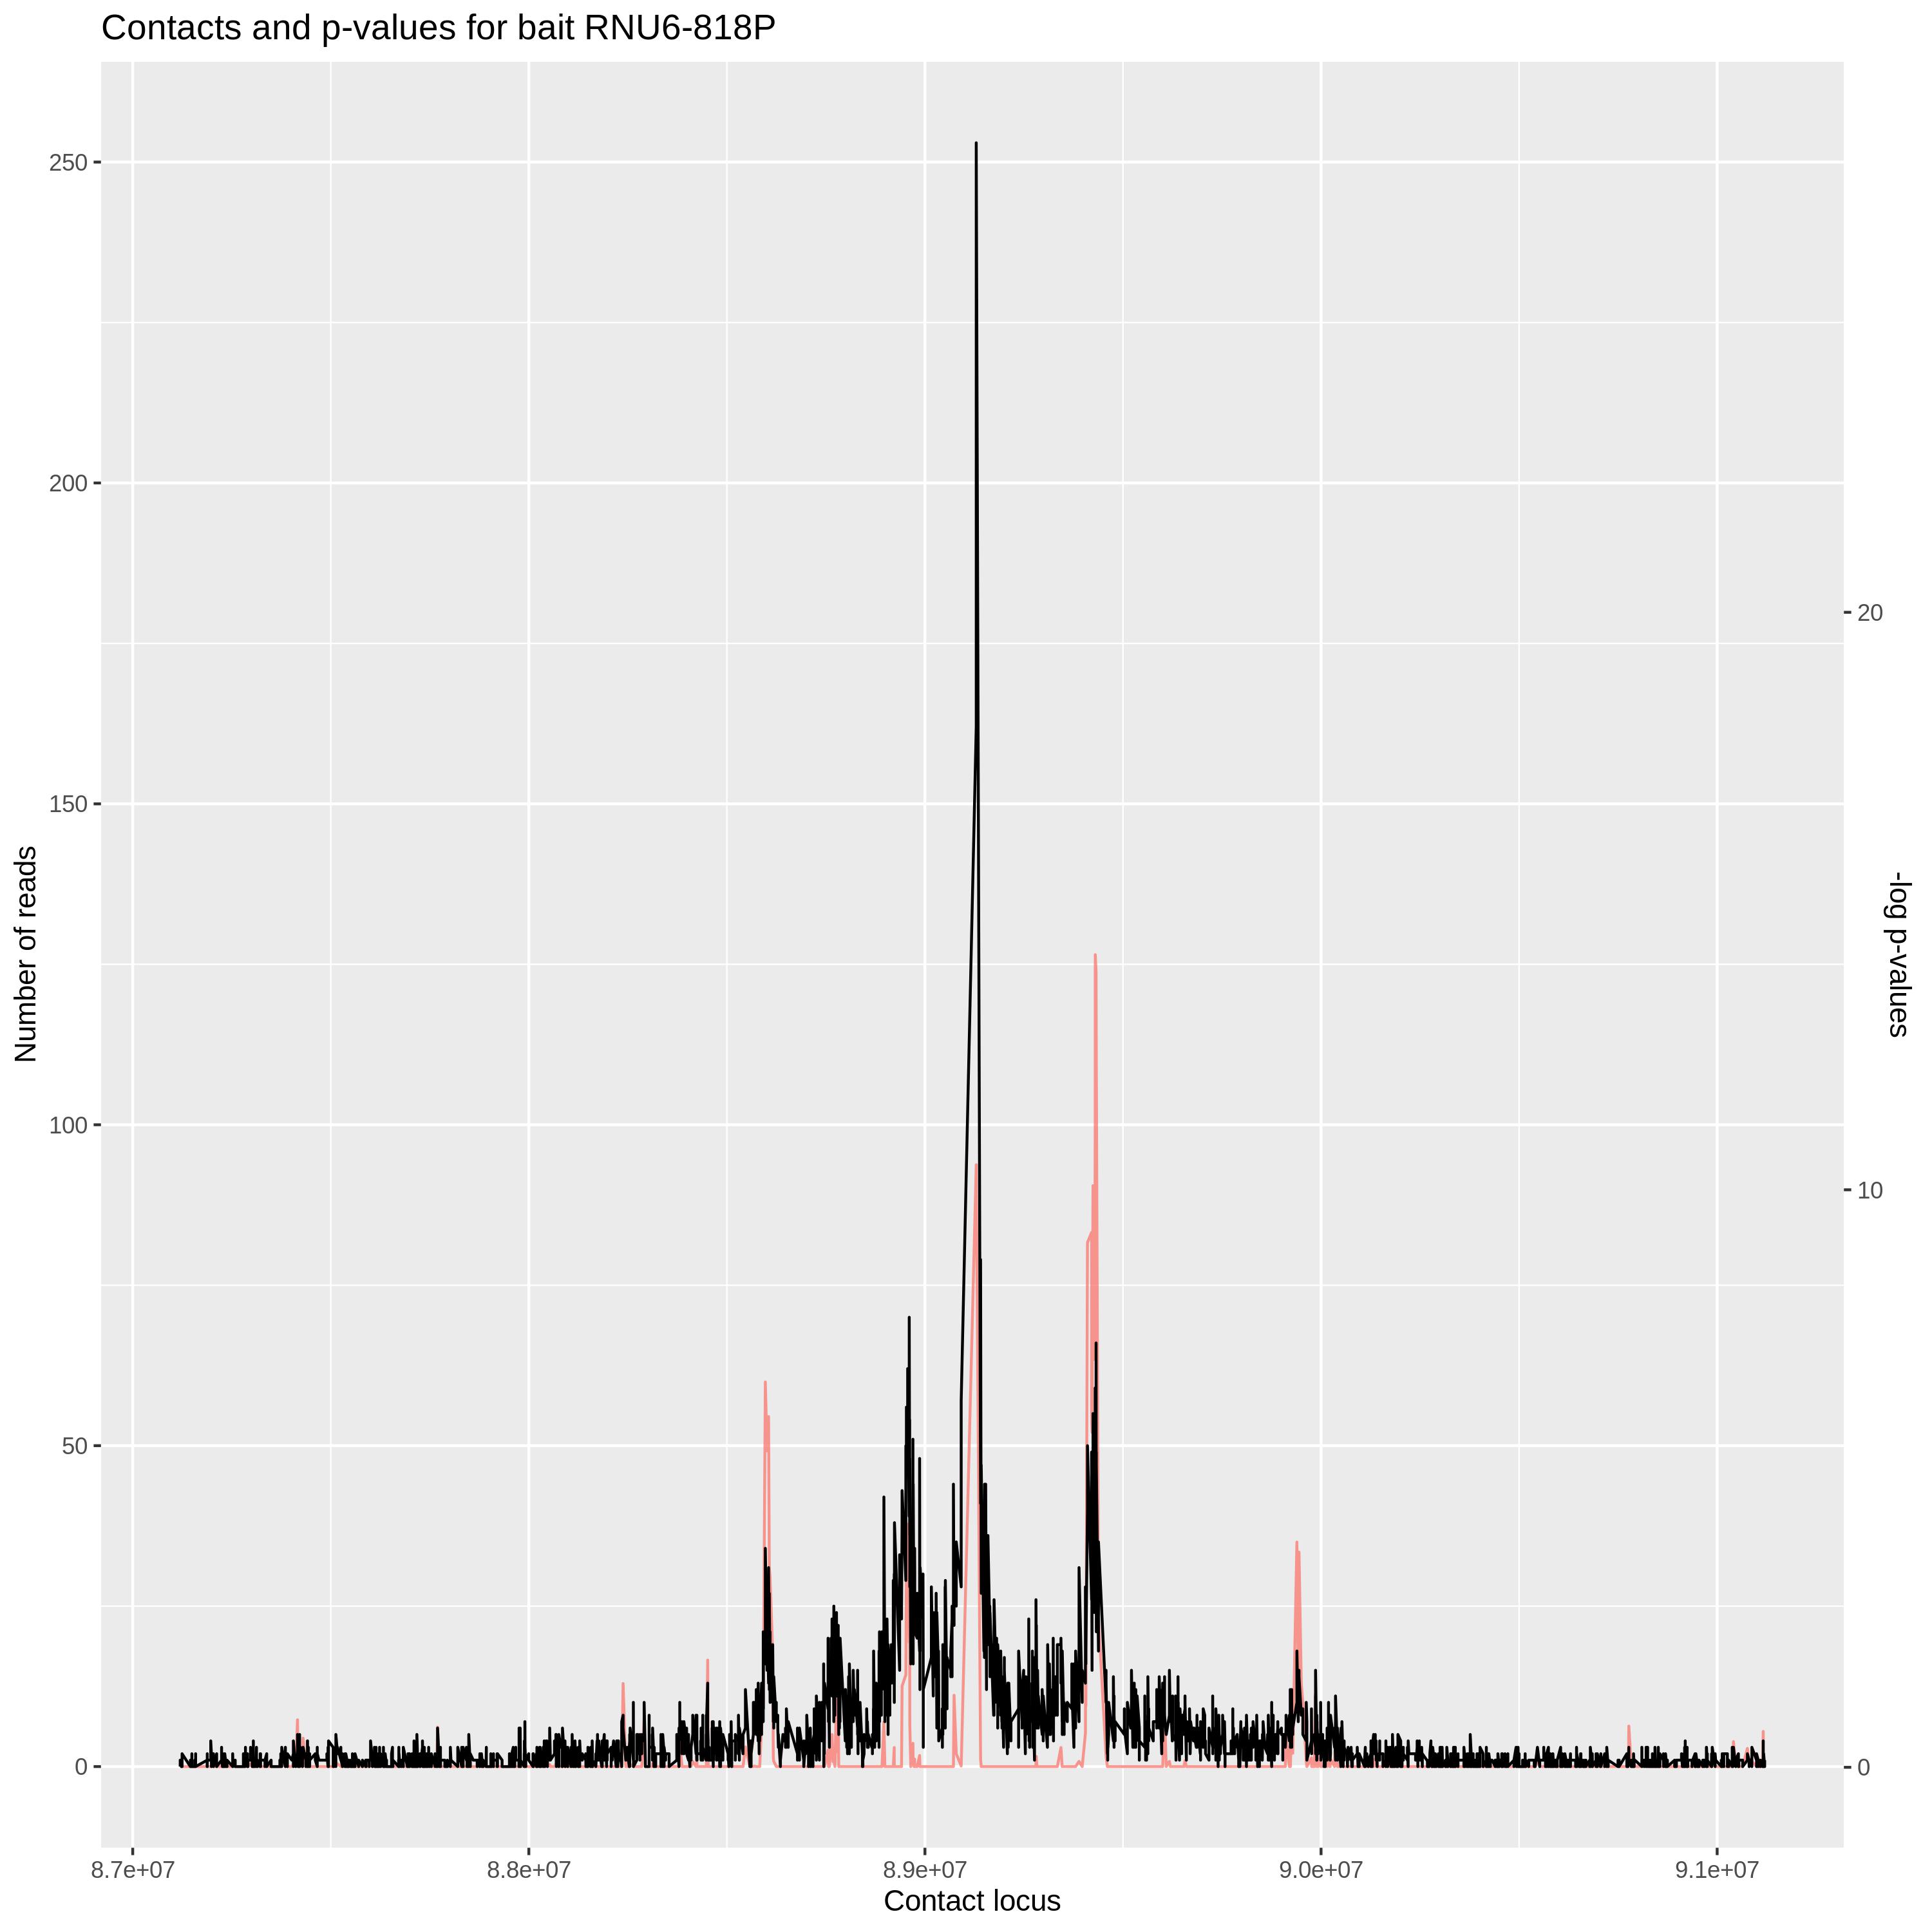 Contacts and p-values for bait RNU6-818P
250
200
150
100
50
0
Number of reads
20
10
0
-log p-values
8.7e+07
8.8e+07
8.9e+07
9.0e+07
9.1e+07
Contact locus